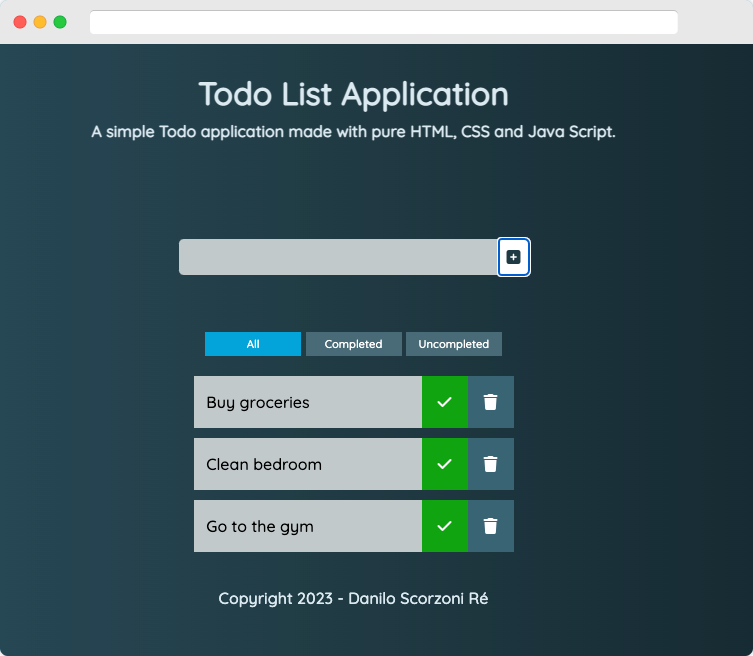 Todo List Application
A simple Todo application made with pure HTML, CSS and Java Script.
All Completed Uncompleted
Buy groceries
Clean bedroom
Go to the gym
Copyright 2023 - Danilo Scorzoni Ré